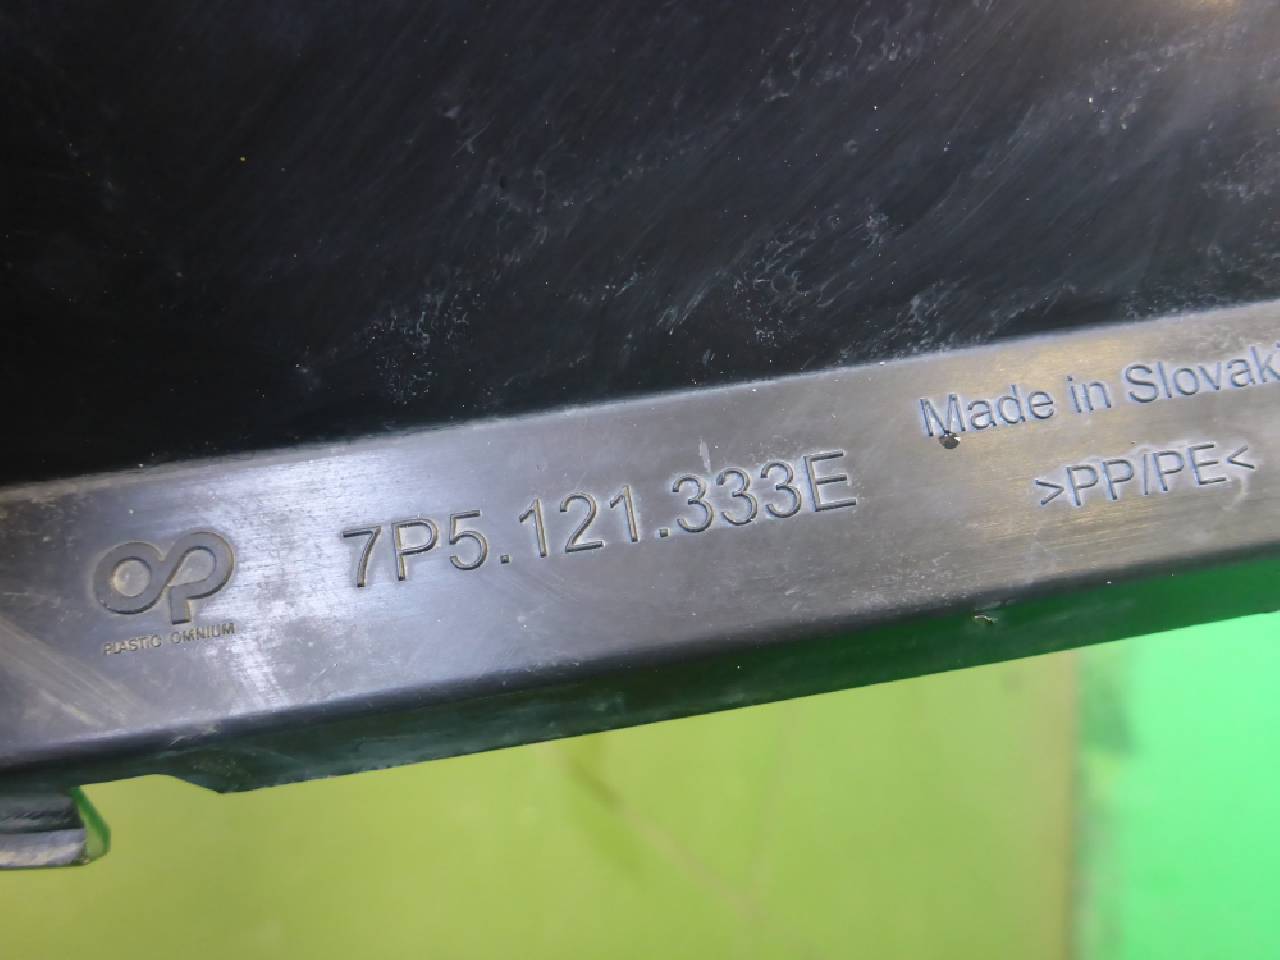 Made in Slovaki
7P5.121.333E
>PP/PE<
PLASTIC OMNIUM